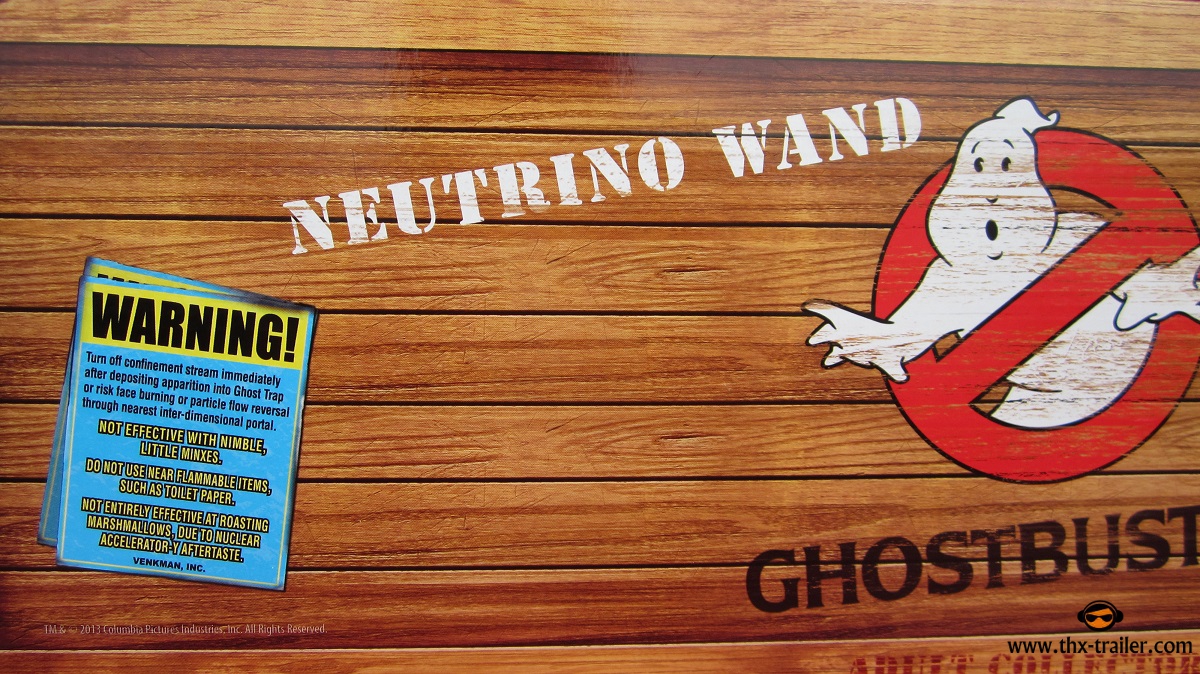 NEUTRINO WAND
WARNING!
Turn off confinement stream immediately
after depositing apparition into Ghost Trap
or risk face burning or particle flow reversal
through nearest inter-dimensional portal.
NOT EFFECTIVE WITH NIMBLE,
LITTLE MINXES.
DO NOT USE NEAR FLAMMABLE ITEMS,
SUCH AS TOILET PAPER.
NOT ENTIRELY EFFECTIVE AT ROASTING
MARSHMALLOWS, DUE TO NUCLEAR
ACCELERATOR-Y AFTERTASTE.
VENKMAN, INC.
GHOSTBUST
TM & © 2013 Columbia Pictures Industries, Inc. All Rights Reserved.
www.thx-trailer.com
ADULT COLLECTOR